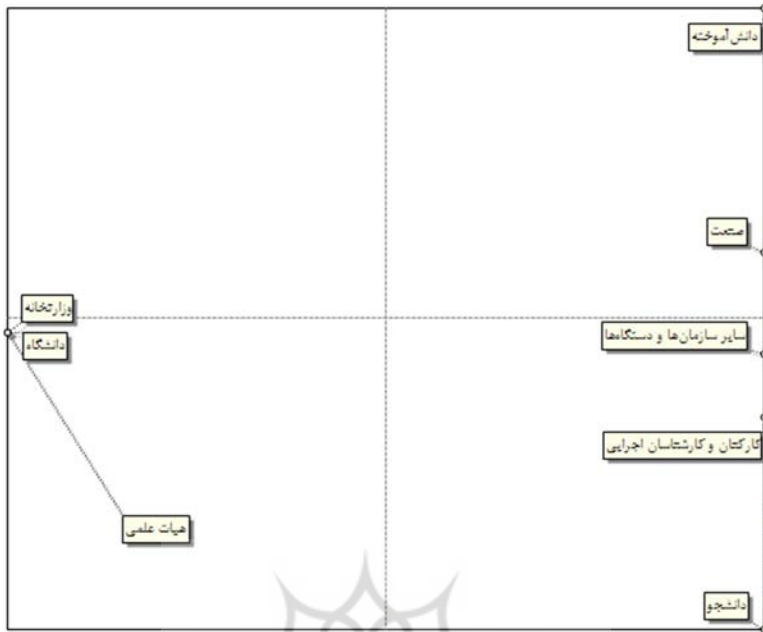 دانش‌آموخته
صنعت
وزارتخانه
سایر سازمان‌ها و دستگاه‌ها
دانشگاه
کارکنان و کارشناسان اجرایی
هیات علمی
دانشجو